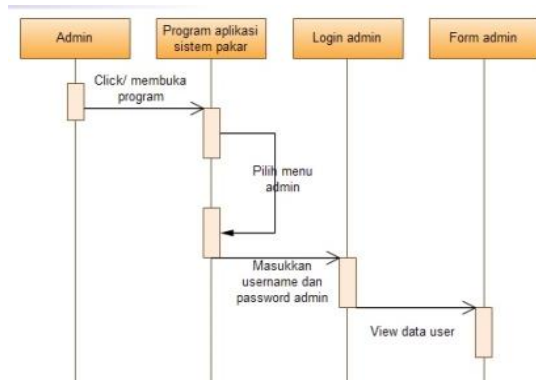 Admin
Program aplikasi
sistem pakar
Login admin
Form admin
Click/ membuka
program
Pilih menu
admin
Masukkan
username dan
password admin
View data user